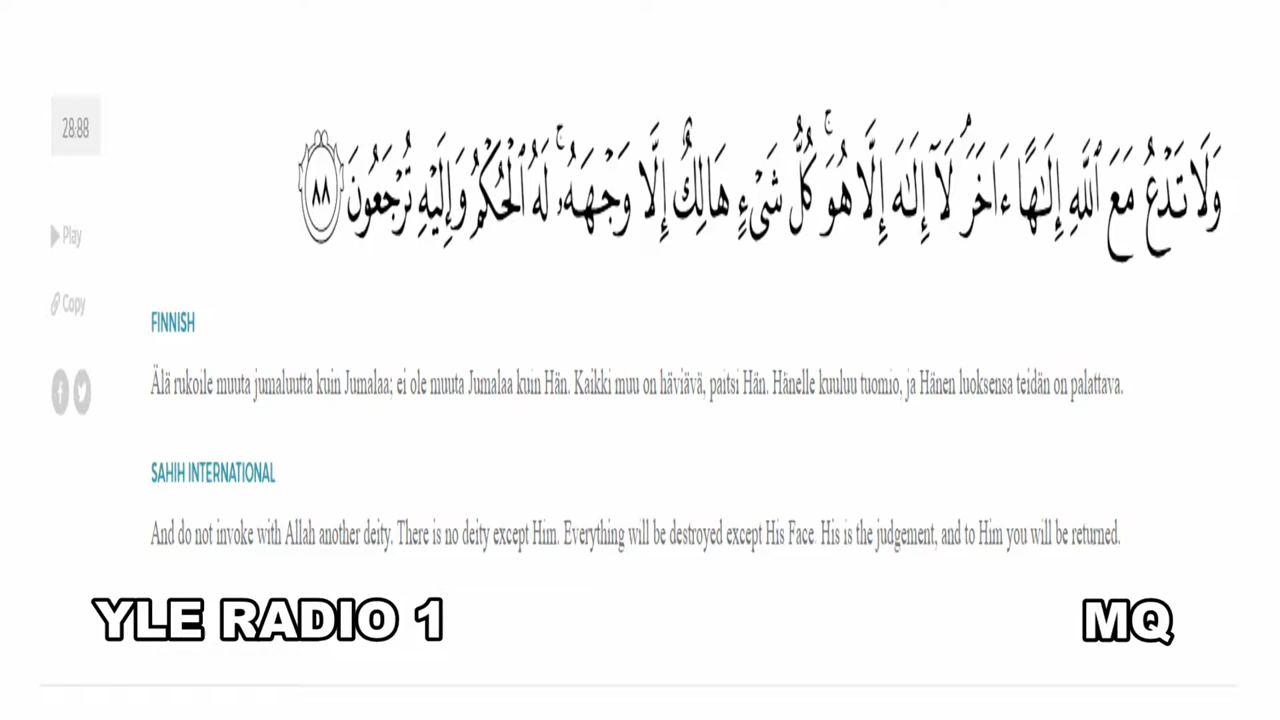 28:88
وَلَا تَدْعُ مَعَ ٱللَّهِ إِلَـٰهًا ءَاخَرَ ۘ لَآ إِلَـٰهَ إِلَّا هُوَ ۚ كُلُّ شَىْءٍ هَالِكٌ إِلَّا وَجْهَهُۥ ۚ لَهُ ٱلْحُكْمُ وَإِلَيْهِ تُرْجَعُونَ ٨٨
Play
Copy
FINNISH
Älä rukoile muuta jumaluutta kuin Jumalaa; ei ole muuta Jumalaa kuin Hän. Kaikki muu on häviävä, paitsi Hän. Hänelle kuuluu tuomio, ja Hänen luoksensa teidän on palattava.
SAHIH INTERNATIONAL
And do not invoke with Allah another deity. There is no deity except Him. Everything will be destroyed except His Face. His is the judgement, and to Him you will be returned.
YLE RADIO 1
MQ